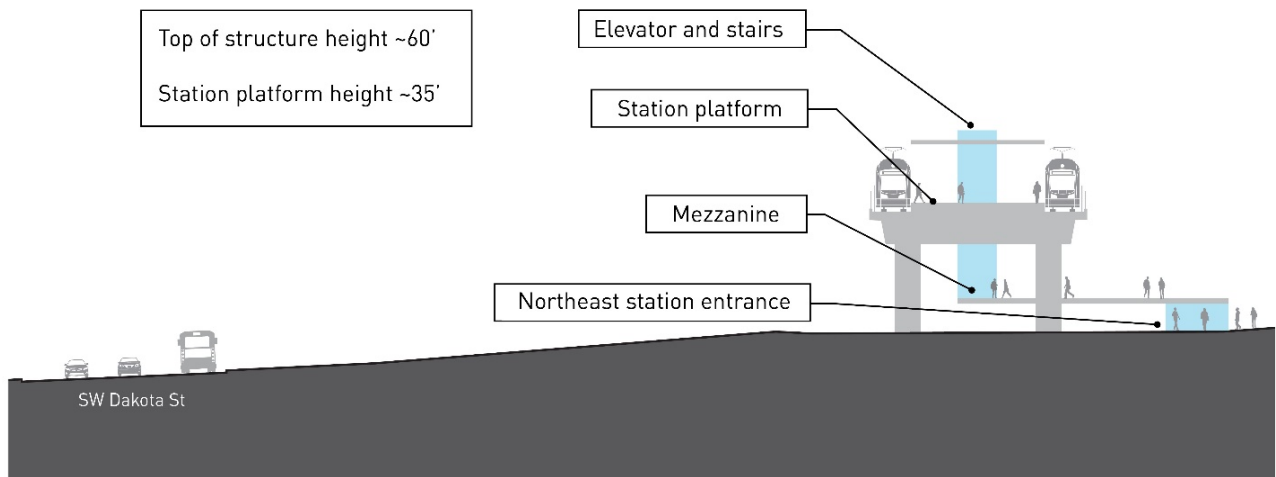 Top of structure height ~60’
Station platform height ~35’
Elevator and stairs
Station platform
Mezzanine
Northeast station entrance
SW Dakota St